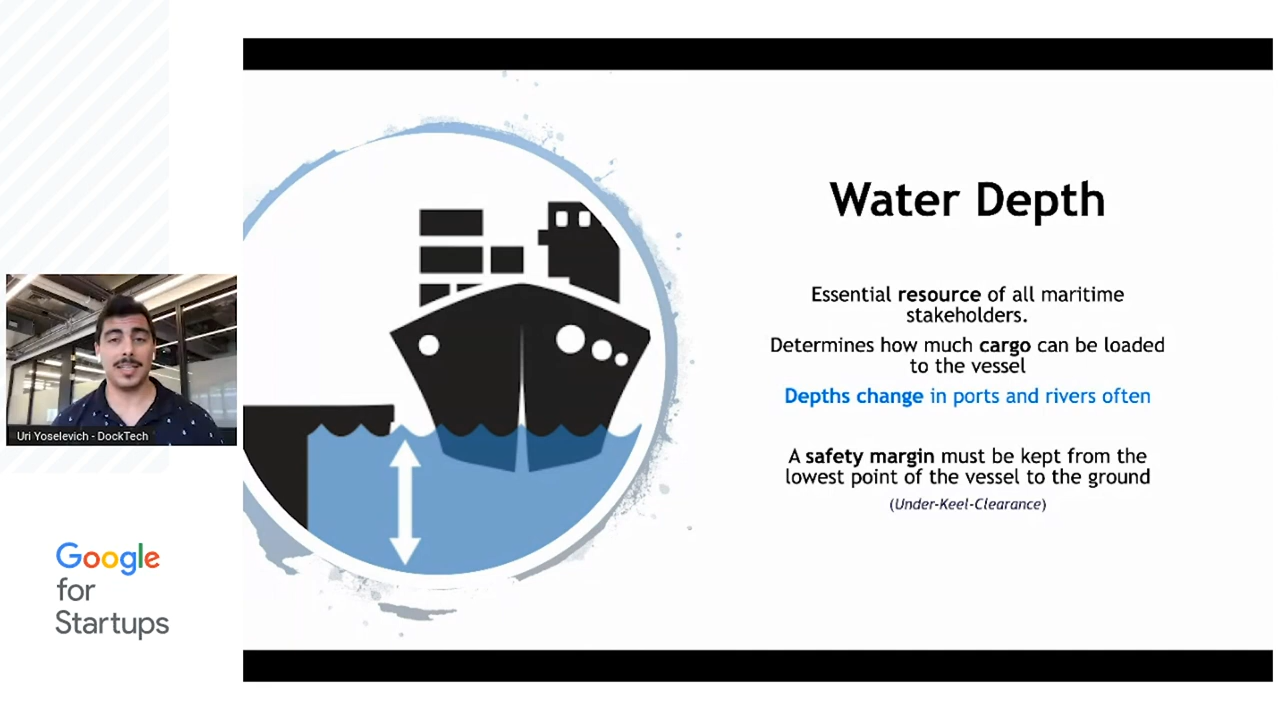 Water Depth
Essential resource of all maritime
stakeholders.
Determines how much cargo can be loaded
to the vessel
Depths change in ports and rivers often
A safety margin must be kept from the
lowest point of the vessel to the ground
(Under-Keel-Clearance)
Uri Yoselevich - DockTech
Google
for
Startups